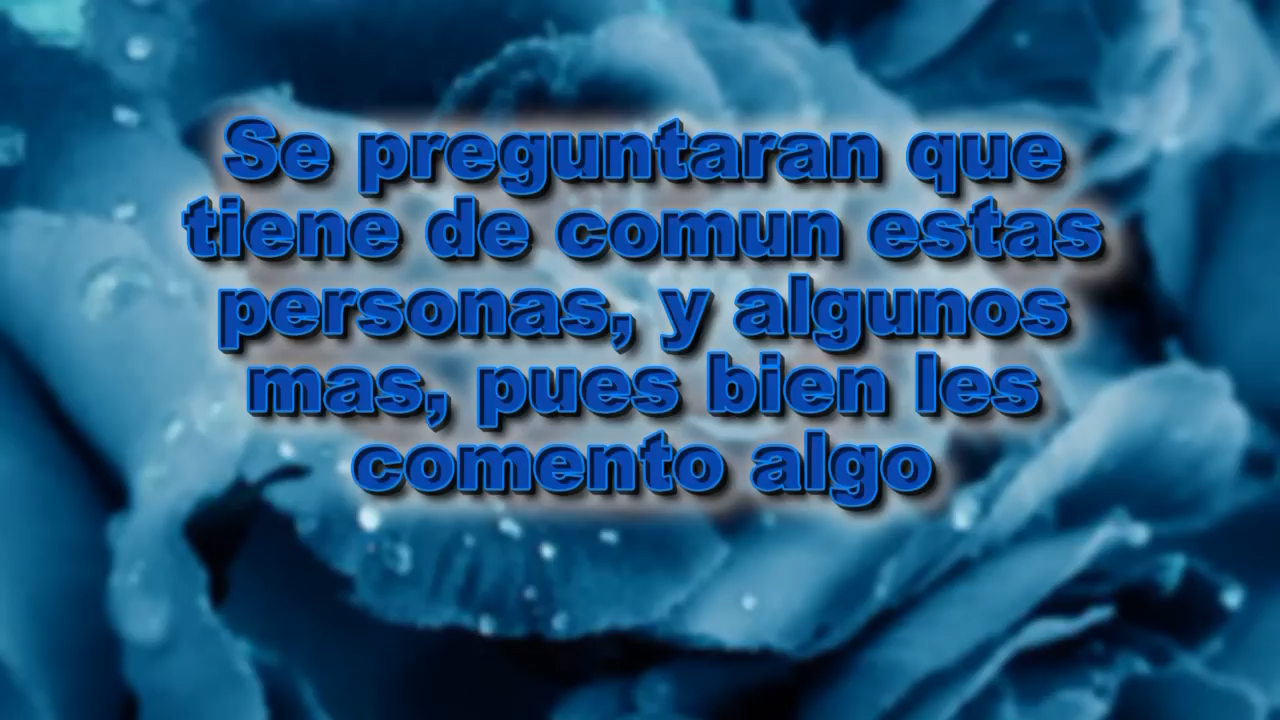 Se preguntaran que
tiene de comun estas
personas, y algunos
mas, pues bien les
comento algo